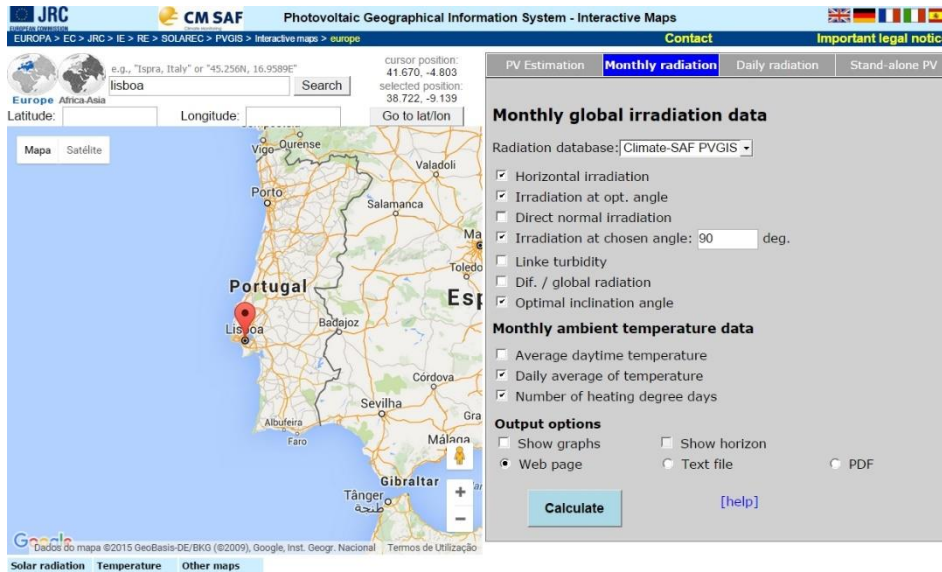 JRC
EUROPEAN COMMISSION
CM SAF
Photovoltaic Geographical Information System - Interactive Maps
EUROPA > EC > JRC > IE > RE > SOLAREC > PVGIS > Interactive maps > europe
Contact
Important legal notic
e.g., "Ispra, Italy" or "45.256N, 16.9589E"
lisboa
Search
cursor position:
41.670, -4.803
selected position:
38.722, -9.139
Europe
Africa-Asia
Latitude:
Longitude:
Go to lat/lon
Mapa
Satélite
Vigo
Ourense
Valadoli
Porto
Salamanca
Ma
Toledo
Portugal
Esp
Lisboa
Badajoz
Córdova
Sevilha
Gra
Albufeira
Faro
Málaga
Gibraltar
Tânger
طنجة
+
−
Dados do mapa ©2015 GeoBasis-DE/BKG (©2009), Google, Inst. Geogr. Nacional
Termos de Utilização
Solar radiation
Temperature
Other maps
PV Estimation
Monthly radiation
Daily radiation
Stand-alone PV
Monthly global irradiation data
Radiation database: Climate-SAF PVGIS
Horizontal irradiation
Irradiation at opt. angle
Direct normal irradiation
Irradiation at chosen angle: 90 deg.
Linke turbidity
Dif. / global radiation
Optimal inclination angle
Monthly ambient temperature data
Average daytime temperature
Daily average of temperature
Number of heating degree days
Output options
Show graphs
Show horizon
Web page
Text file
PDF
Calculate
[help]